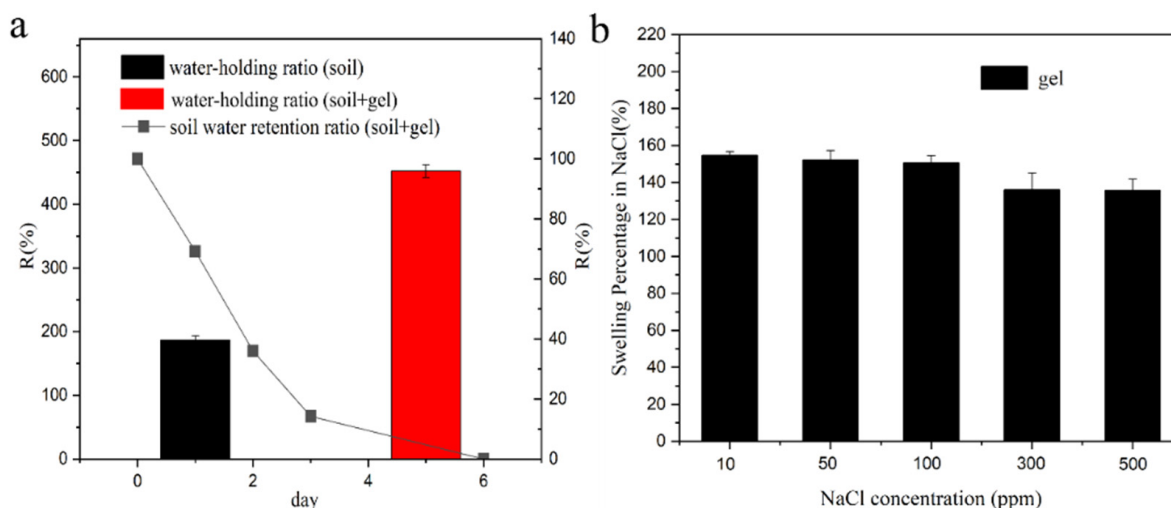 a
water-holding ratio (soil)
water-holding ratio (soil+gel)
soil water retention ratio (soil+gel)
600
500
400
300
200
100
0
R(%)
140
120
100
80
60
40
20
0
R(%)
0 2 4 6
day
b
gel
220
200
180
160
140
120
100
80
60
40
20
0
Swelling Percentage in NaCl(%)
10 50 100 300 500
NaCl concentration (ppm)